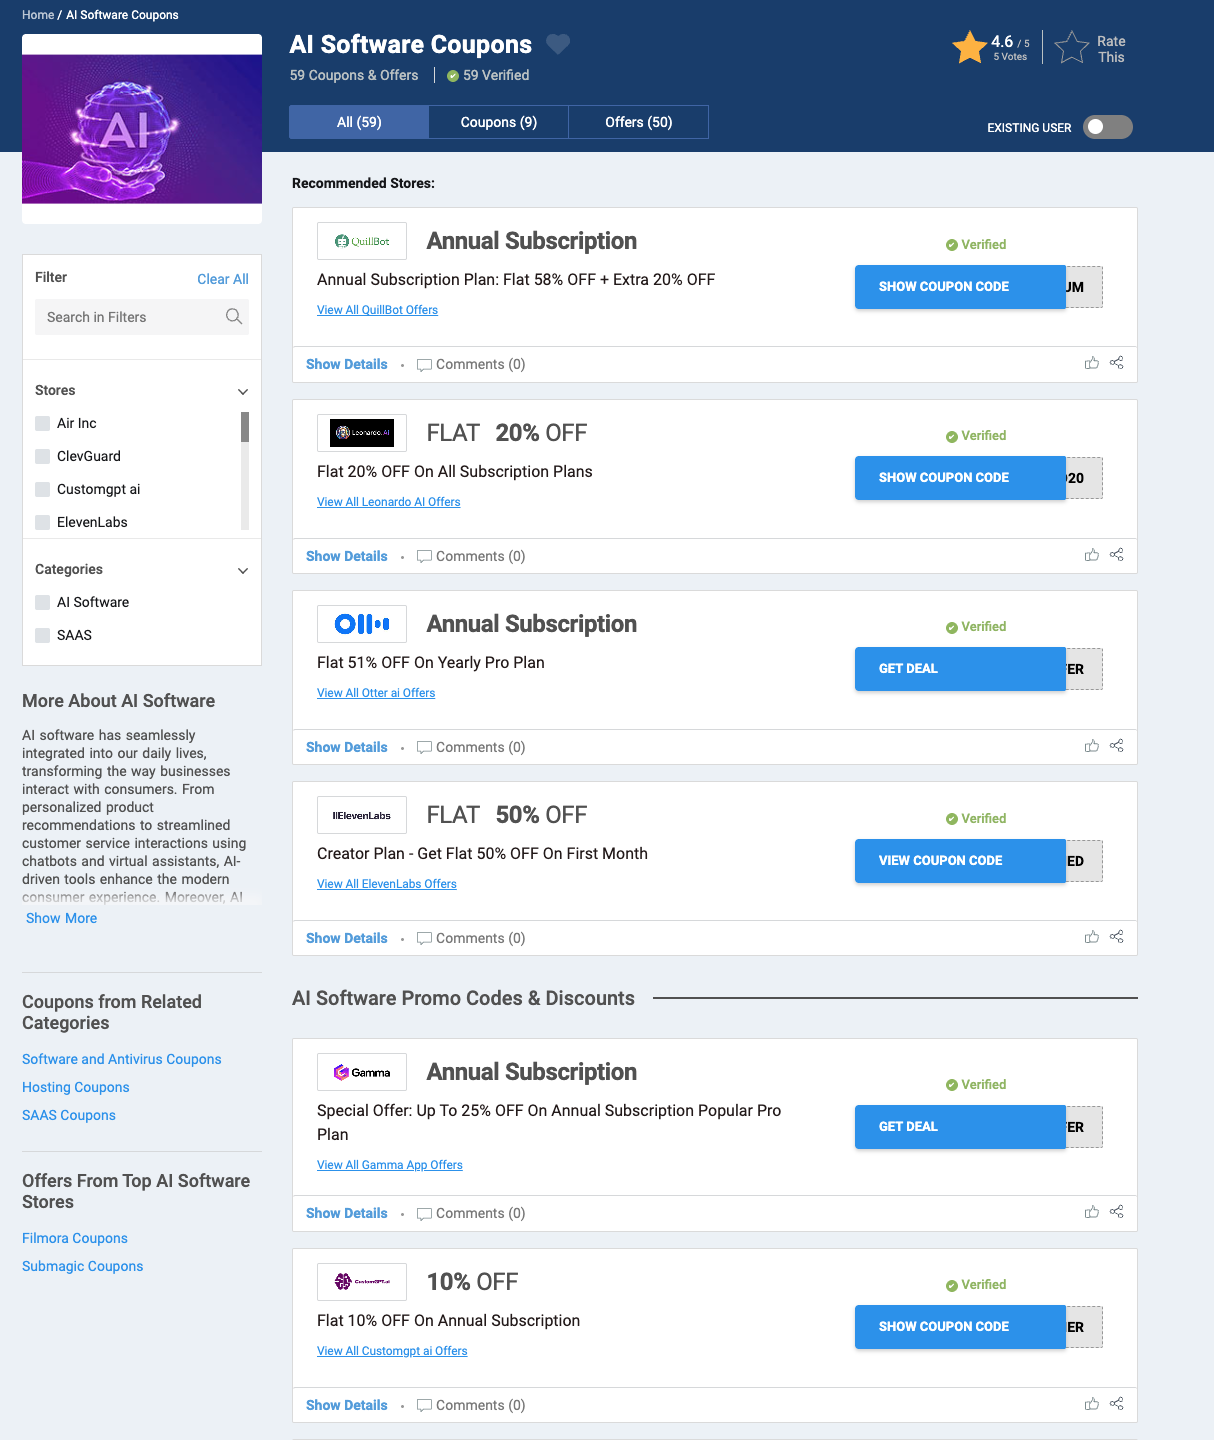 Home / AI Software Coupons
AI
AI Software Coupons
59 Coupons & Offers
59 Verified
4.6 / 5
5 Votes
Rate This
All (59)
Coupons (9)
Offers (50)
EXISTING USER
Filter
Clear All
Search in Filters
Stores
Air Inc
ClevGuard
Customgpt ai
ElevenLabs
Categories
AI Software
SAAS
More About AI Software
AI software has seamlessly
integrated into our daily lives,
transforming the way businesses
interact with consumers. From
personalized product
recommendations to streamlined
customer service interactions using
chatbots and virtual assistants, AI-
driven tools enhance the modern
consumer experience. Moreover, AI
Show More
Coupons from Related
Categories
Software and Antivirus Coupons
Hosting Coupons
SAAS Coupons
Offers From Top AI Software
Stores
Filmora Coupons
Submagic Coupons
Recommended Stores:
QuillBot
Annual Subscription
Annual Subscription Plan: Flat 58% OFF + Extra 20% OFF
View All QuillBot Offers
Verified
SHOW COUPON CODE
UM
Show Details
Comments (0)
Leonardo.Ai
FLAT 20% OFF
Flat 20% OFF On All Subscription Plans
View All Leonardo AI Offers
Verified
SHOW COUPON CODE
20
Show Details
Comments (0)
Annual Subscription
Flat 51% OFF On Yearly Pro Plan
View All Otter ai Offers
Verified
GET DEAL
ER
Show Details
Comments (0)
IIElevenLabs
FLAT 50% OFF
Creator Plan - Get Flat 50% OFF On First Month
View All ElevenLabs Offers
Verified
VIEW COUPON CODE
ED
Show Details
Comments (0)
AI Software Promo Codes & Discounts
Gamma
Annual Subscription
Special Offer: Up To 25% OFF On Annual Subscription Popular Pro
Plan
View All Gamma App Offers
Verified
GET DEAL
ER
Show Details
Comments (0)
CustomGPT.ai
10% OFF
Flat 10% OFF On Annual Subscription
View All Customgpt ai Offers
Verified
SHOW COUPON CODE
ER
Show Details
Comments (0)